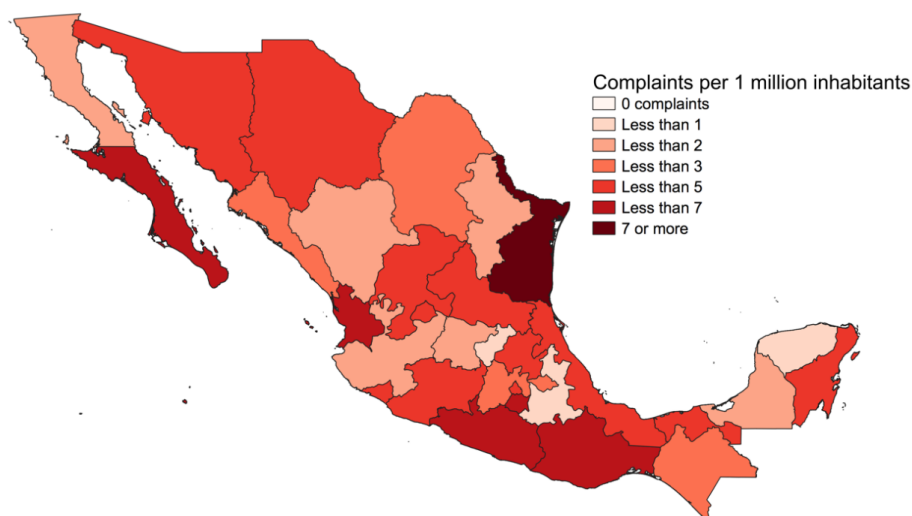 Complaints per 1 million inhabitants
0 complaints
Less than 1
Less than 2
Less than 3
Less than 5
Less than 7
7 or more